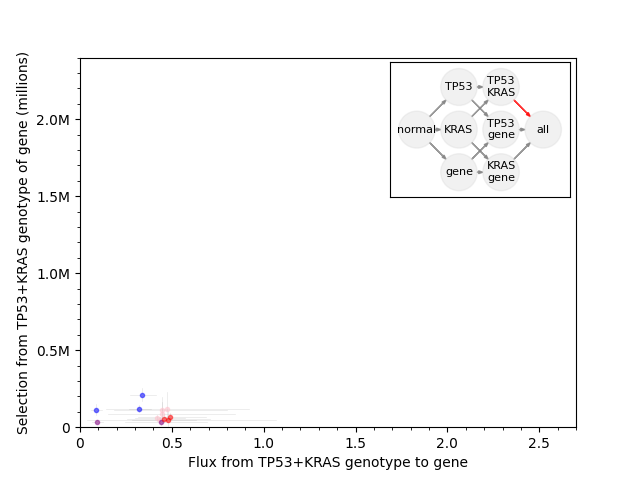 Selection from TP53+KRAS genotype of gene (millions)
2.0M
1.5M
1.0M
0.5M
0
0
0.5
1.0
1.5
2.0
2.5
Flux from TP53+KRAS genotype to gene
normal
TP53
KRAS
gene
TP53
KRAS
TP53
gene
KRAS
gene
all